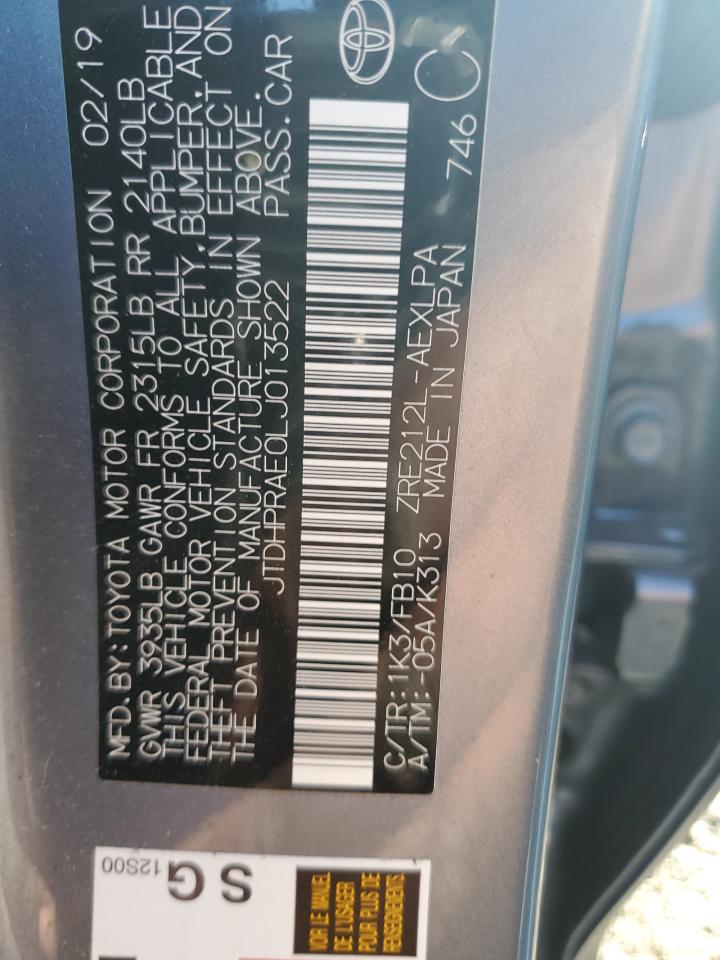 MFD. BY: TOYOTA MOTOR CORPORATION 02/19
GVWR 3935LB GAWR FR 2315LB RR 2140LB
THIS VEHICLE CONFORMS TO ALL APPLICABLE
FEDERAL MOTOR VEHICLE SAFETY, BUMPER, AND
THEFT PREVENTION STANDARDS IN EFFECT ON
THE DATE OF MANUFACTURE SHOWN ABOVE.
JTDHPRAE0LJ013522 PASS. CAR
C/TR: 1K3/FB10 ZRE212L-AEXLPA 746 C
A/TM: -05A/K313 MADE IN JAPAN
SG
12S00
VOIR LE MANUEL
DE L'USAGER
POUR PLUS DE
RENSEIGNEMENTS.